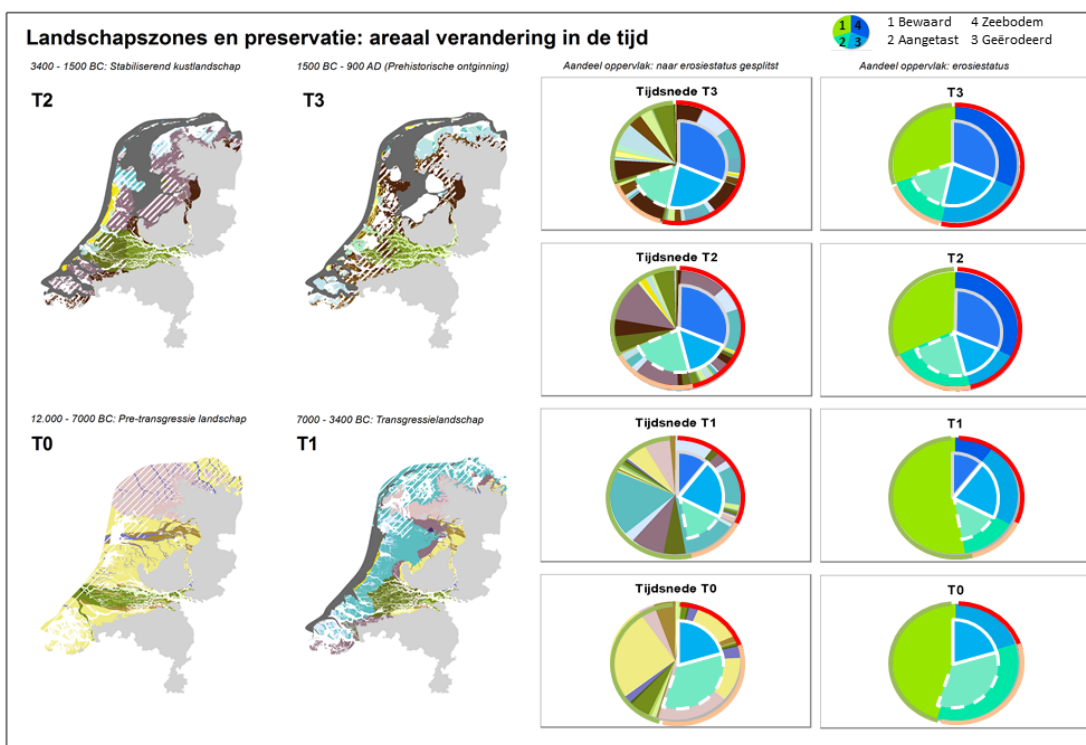 Landschapszones en preservatie: areaal verandering in de tijd
1 Bewaard
4 Zeebodem
2 Aangetast
3 Geërodeerd
1
4
2
3
3400 - 1500 BC: Stabiliserend kustlandschap
1500 BC - 900 AD (Prehistorische ontginning)
Aandeel oppervlak: naar erosiestatus gesplitst
Aandeel oppervlak: erosiestatus
T2
T3
Tijdsnede T3
T3
Tijdsnede T2
T2
12.000 - 7000 BC: Pre-transgressie landschap
7000 - 3400 BC: Transgressielandschap
T0
T1
Tijdsnede T1
T1
Tijdsnede T0
T0